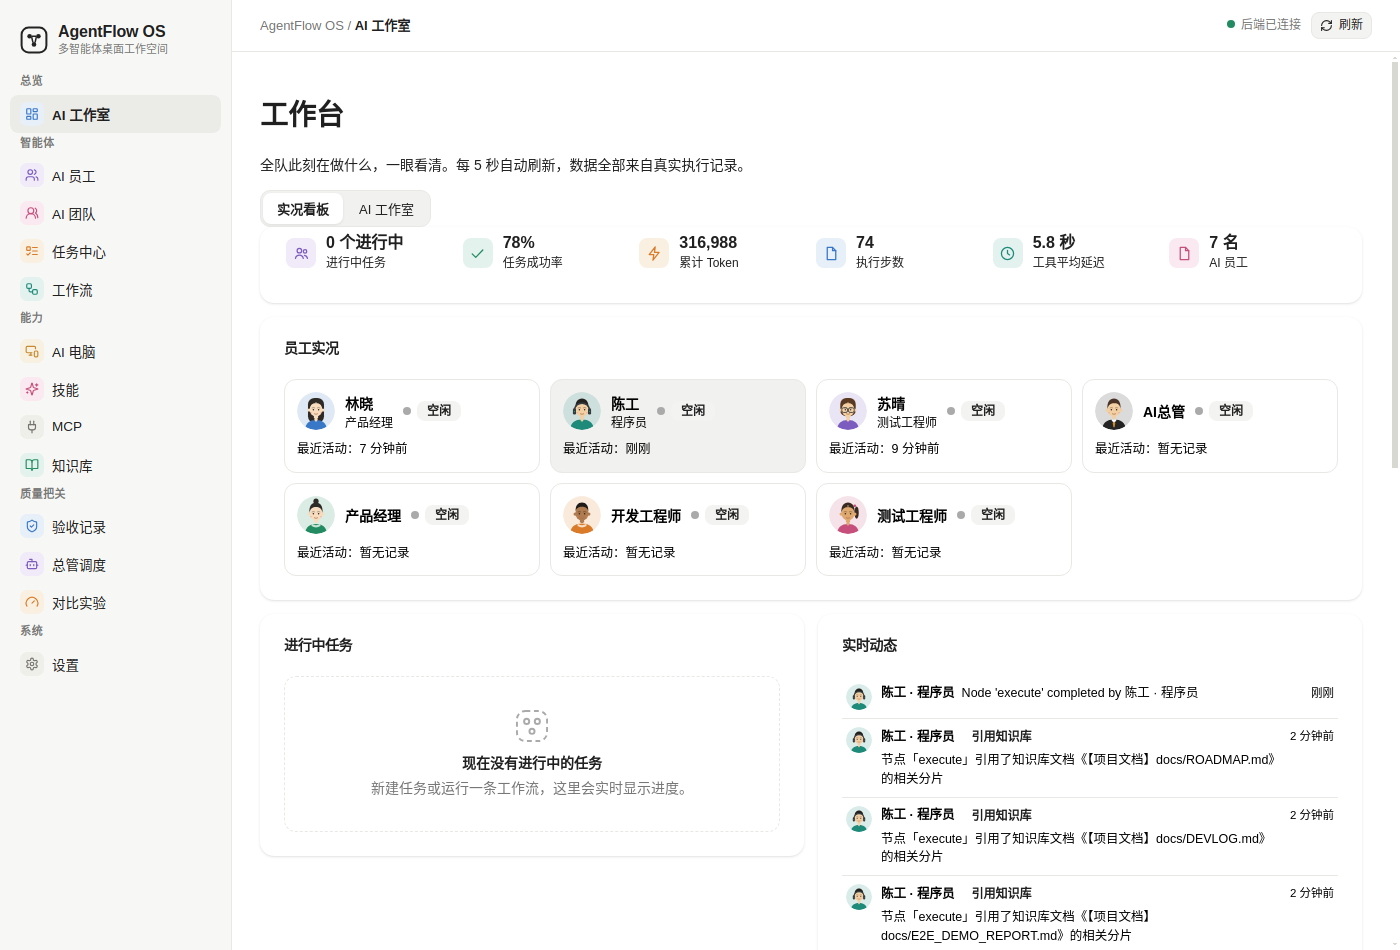 AgentFlow OS
多智能体桌面工作空间
总览
AI 工作室
智能体
AI 员工
AI 团队
任务中心
工作流
能力
AI 电脑
技能
MCP
知识库
质量把关
验收记录
总管调度
对比实验
系统
设置
AgentFlow OS / AI 工作室
后端已连接
刷新
工作台
全队此刻在做什么，一眼看清。每 5 秒自动刷新，数据全部来自真实执行记录。
实况看板
AI 工作室
0 个进行中
进行中任务
78%
任务成功率
316,988
累计 Token
74
执行步数
5.8 秒
工具平均延迟
7 名
AI 员工
员工实况
林晓
产品经理
空闲
最近活动：7 分钟前
陈工
程序员
空闲
最近活动：刚刚
苏晴
测试工程师
空闲
最近活动：9 分钟前
AI总管
空闲
最近活动：暂无记录
产品经理
空闲
最近活动：暂无记录
开发工程师
空闲
最近活动：暂无记录
测试工程师
空闲
最近活动：暂无记录
进行中任务
现在没有进行中的任务
新建任务或运行一条工作流，这里会实时显示进度。
实时动态
陈工 · 程序员 Node 'execute' completed by 陈工 · 程序员 刚刚
陈工 · 程序员 引用知识库 2 分钟前
节点「execute」引用了知识库文档《【项目文档】docs/ROADMAP.md》
的相关分片
陈工 · 程序员 引用知识库 2 分钟前
节点「execute」引用了知识库文档《【项目文档】docs/DEVLOG.md》
的相关分片
陈工 · 程序员 引用知识库 2 分钟前
节点「execute」引用了知识库文档《【项目文档】
docs/E2E_DEMO_REPORT.md》的相关分片